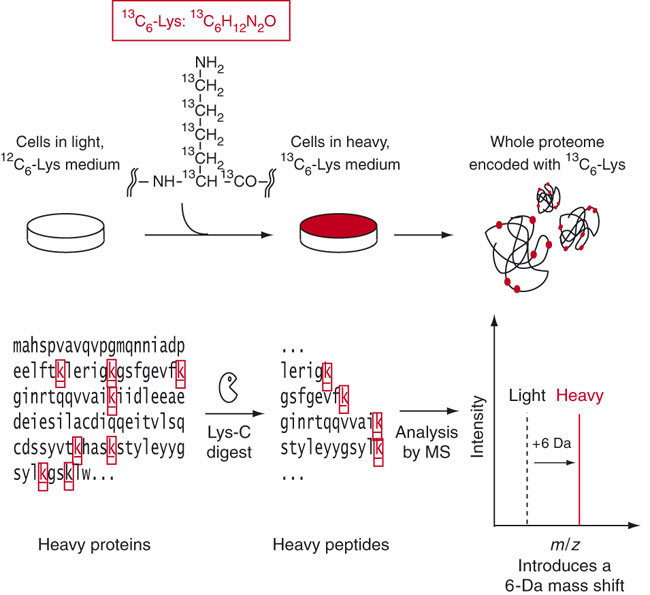 ¹³C₆-Lys: ¹³C₆H₁₂N₂O
NH₂
¹³CH₂
¹³CH₂
¹³CH₂
¹³CH₂
–NH–¹³CH–¹³CO–
Cells in light,
¹²C₆-Lys medium
Cells in heavy,
¹³C₆-Lys medium
Whole proteome
encoded with ¹³C₆-Lys
mahspvavqvpgmqnniadp
eelftklerigkgsfgevfk
ginrtqqvvaikiidleeae
deiesilacdiqqeitvlsq
cdssyvtkhaskstyleyyg
sylkgsklw...
Heavy proteins
Lys-C
digest
...
lerigk
gsfgevfk
ginrtqqvvaik
styleyygsylk
...
Heavy peptides
Analysis
by MS
Intensity
Light Heavy
+6 Da
m/z
Introduces a
6-Da mass shift